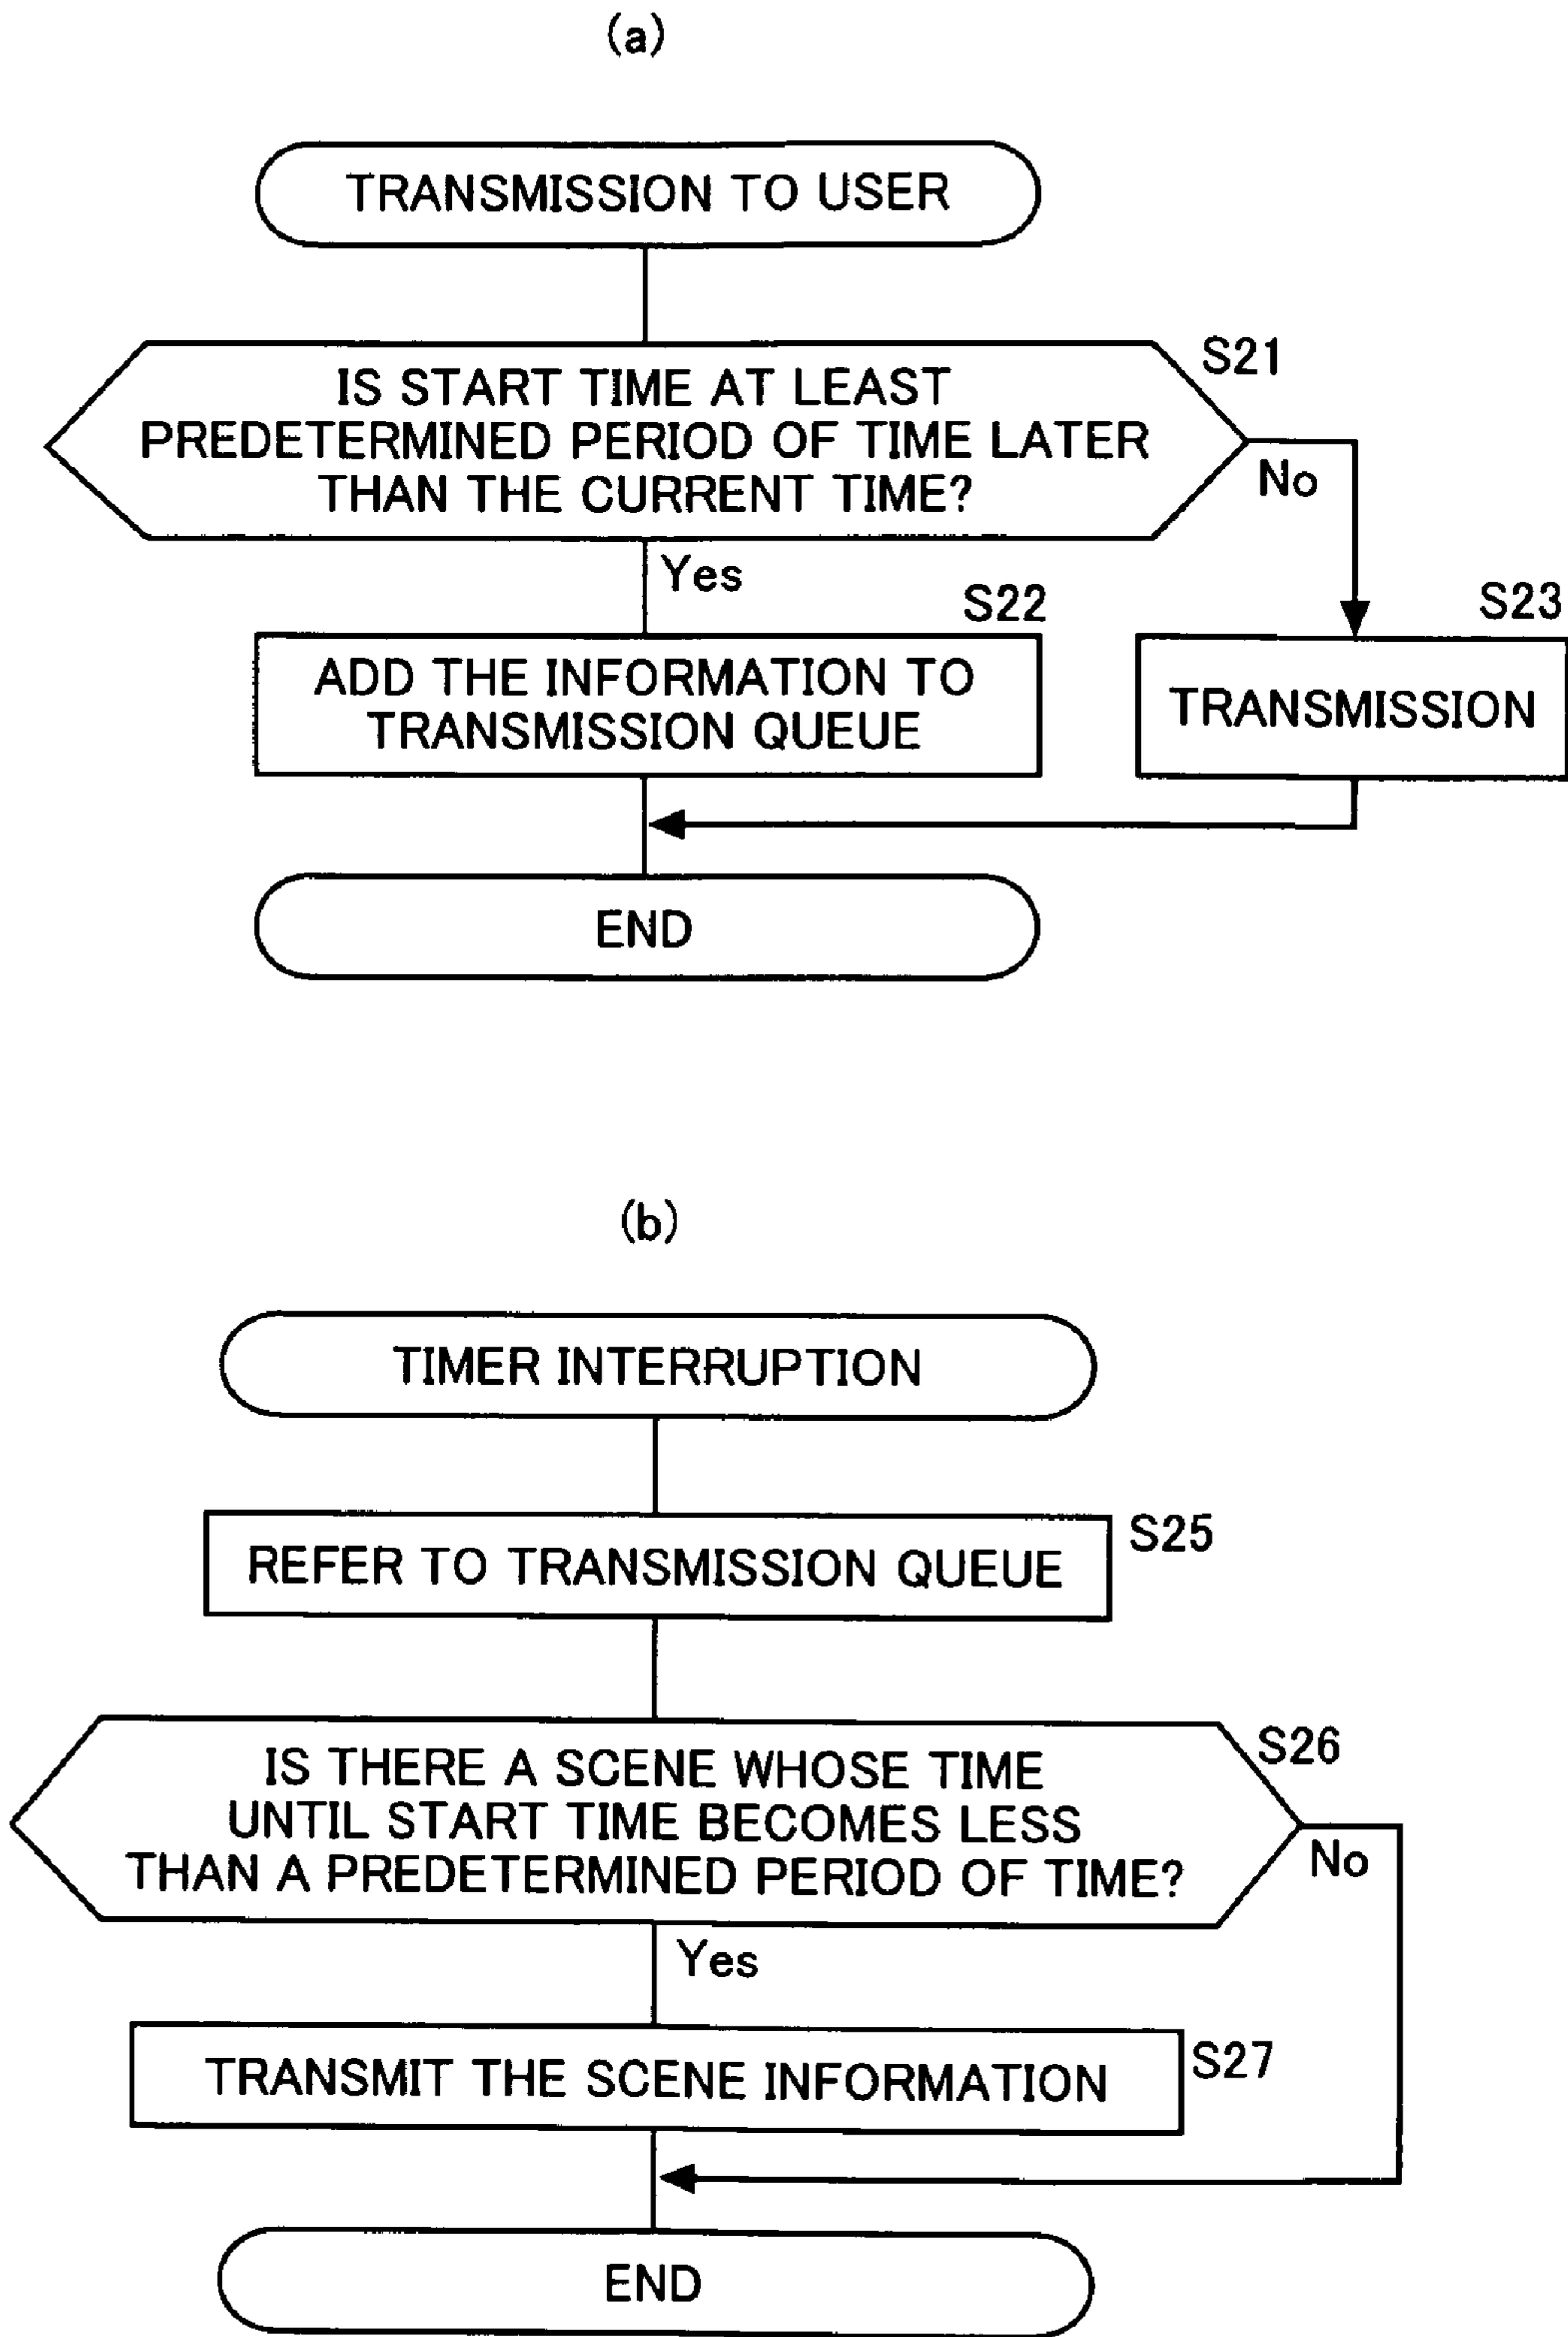 (a)
TRANSMISSION TO USER
IS START TIME AT LEAST
PREDETERMINED PERIOD OF TIME LATER
THAN THE CURRENT TIME?
S21
No
Yes
S22
ADD THE INFORMATION TO
TRANSMISSION QUEUE
S23
TRANSMISSION
END
(b)
TIMER INTERRUPTION
REFER TO TRANSMISSION QUEUE
S25
IS THERE A SCENE WHOSE TIME
UNTIL START TIME BECOMES LESS
THAN A PREDETERMINED PERIOD OF TIME?
S26
No
Yes
TRANSMIT THE SCENE INFORMATION
S27
END